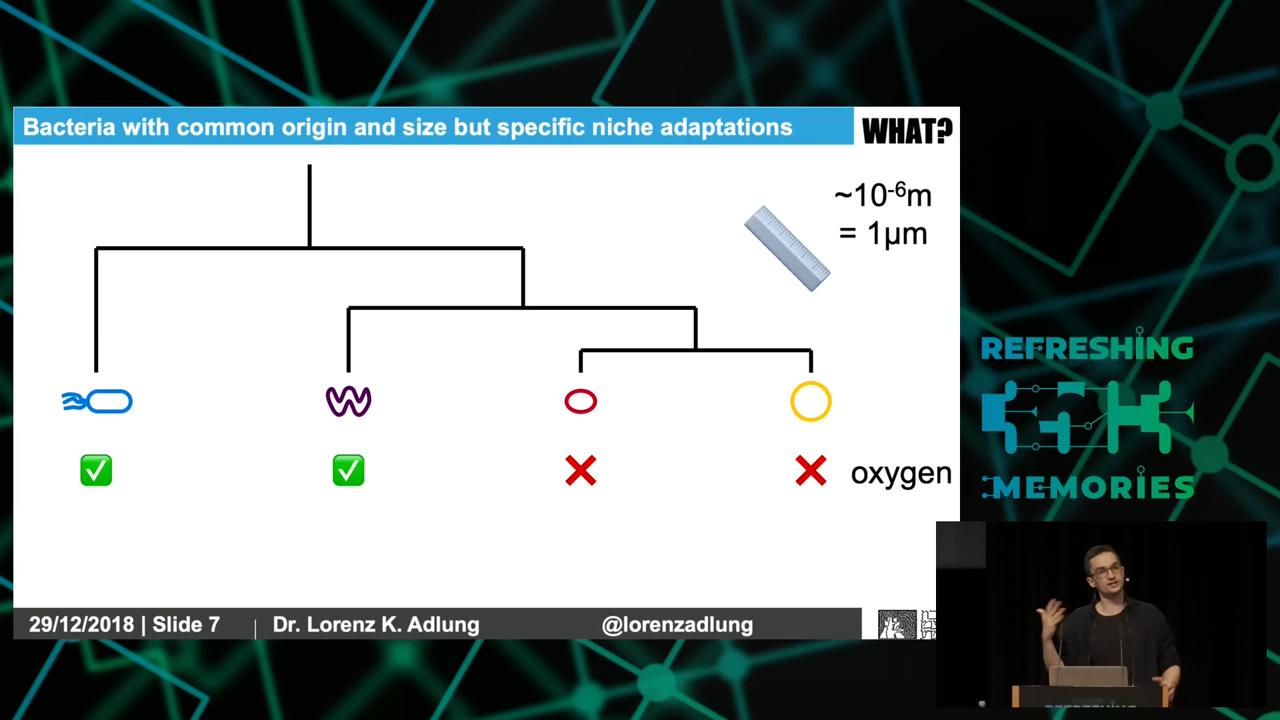 Bacteria with common origin and size but specific niche adaptations
WHAT?
~10⁻⁶m
= 1µm
oxygen
29/12/2018 | Slide 7 | Dr. Lorenz K. Adlung @lorenzadlung
REFRESHING
MEMORIES
REFRESHING